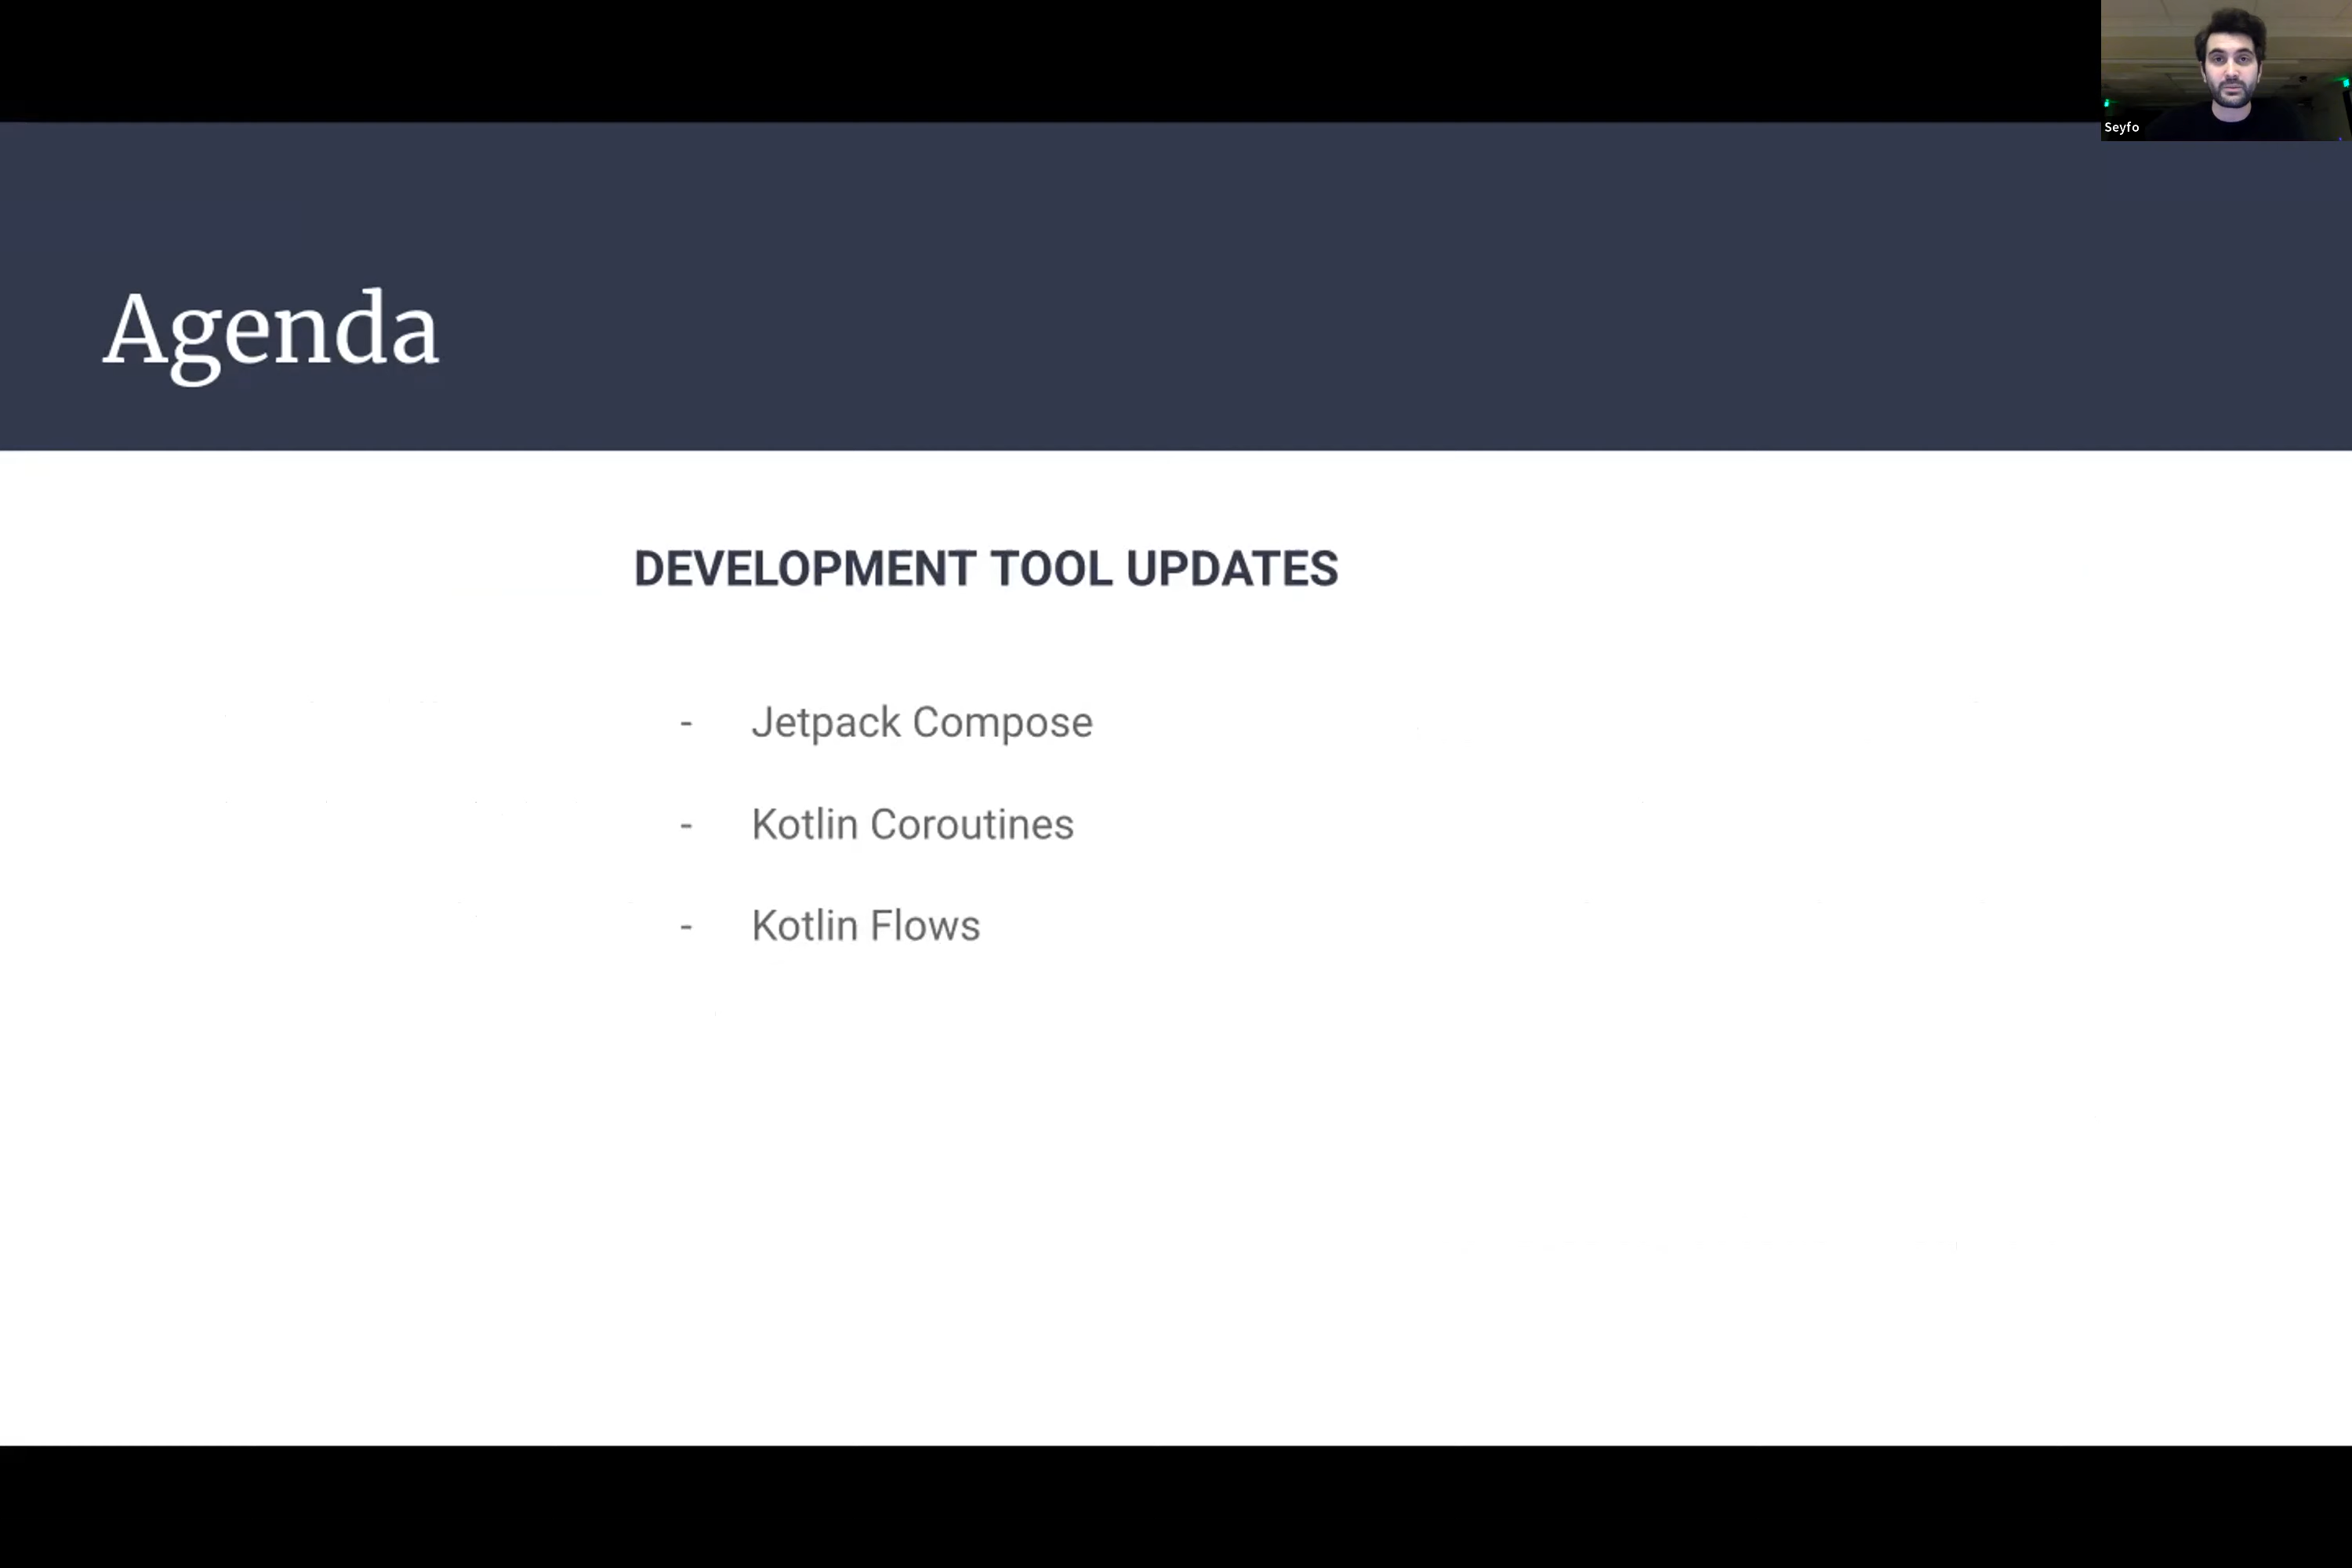 Seyfo
Agenda
DEVELOPMENT TOOL UPDATES
- Jetpack Compose
- Kotlin Coroutines
- Kotlin Flows